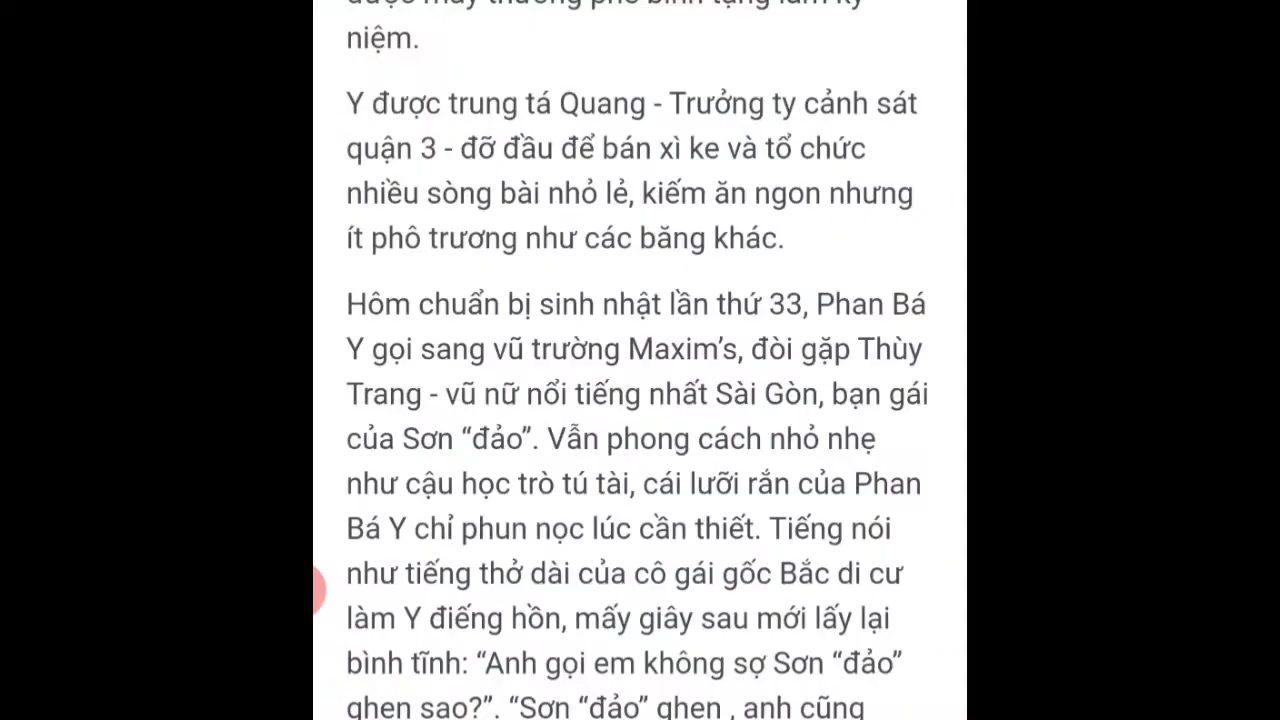 niệm.
Y được trung tá Quang - Trưởng ty cảnh sát
quận 3 - đỡ đầu để bán xì ke và tổ chức
nhiều sòng bài nhỏ lẻ, kiếm ăn ngon nhưng
ít phô trương như các băng khác.
Hôm chuẩn bị sinh nhật lần thứ 33, Phan Bá
Y gọi sang vũ trường Maxim’s, đòi gặp Thùy
Trang - vũ nữ nổi tiếng nhất Sài Gòn, bạn gái
của Sơn “đảo”. Vẫn phong cách nhỏ nhẹ
như cậu học trò tú tài, cái lưỡi rắn của Phan
Bá Y chỉ phun nọc lúc cần thiết. Tiếng nói
như tiếng thở dài của cô gái gốc Bắc di cư
làm Y điếng hồn, mấy giây sau mới lấy lại
bình tĩnh: “Anh gọi em không sợ Sơn “đảo”
ghen sao?”. “Sơn “đảo” ghen , anh cũng